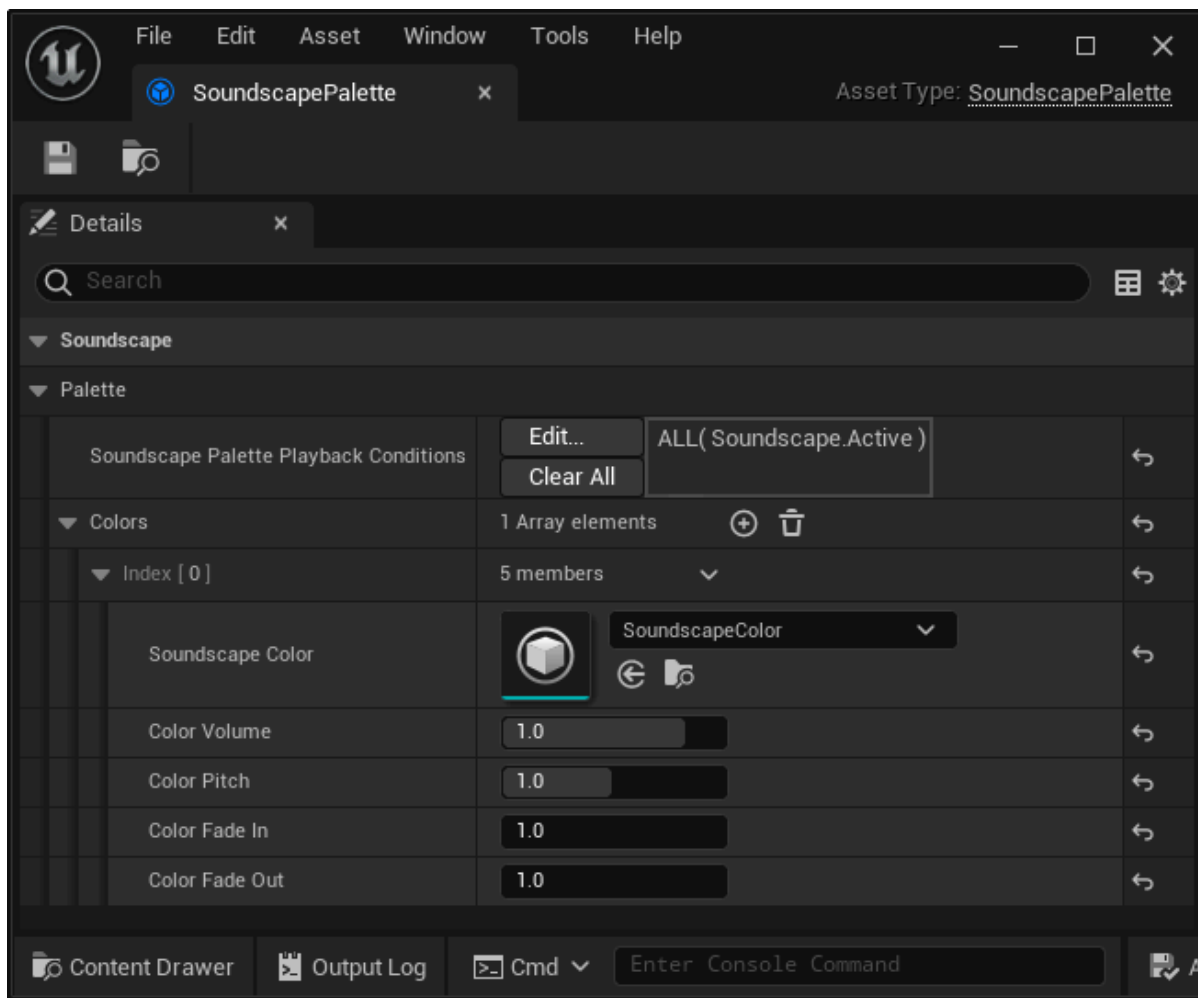 File Edit Asset Window Tools Help
SoundscapePalette
Asset Type: SoundscapePalette
Details
Search
Soundscape
Palette
Soundscape Palette Playback Conditions
Edit...
Clear All
ALL( Soundscape.Active )
Colors 1 Array elements
Index [ 0 ] 5 members
Soundscape Color SoundscapeColor
Color Volume 1.0
Color Pitch 1.0
Color Fade In 1.0
Color Fade Out 1.0
Content Drawer Output Log Cmd Enter Console Command